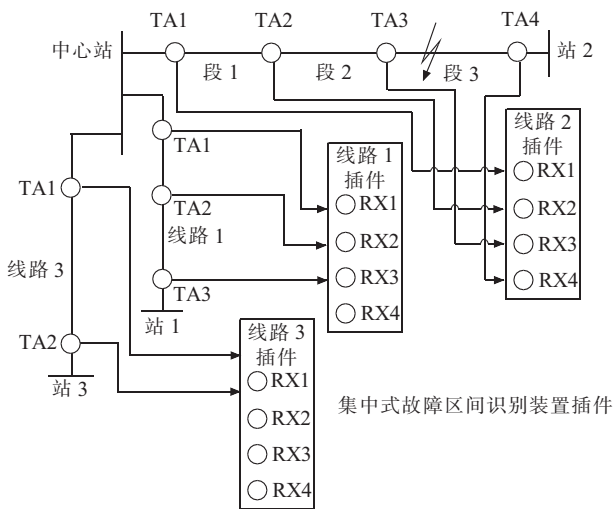 TA1 TA2 TA3 TA4
中心站
站 2
段 1 段 2 段 3
线路 2
插件
RX1
RX2
RX3
RX4
TA1
TA2
线路 1
TA3
站 1
线路 1
插件
RX1
RX2
RX3
RX4
TA1
线路 3
TA2
站 3
线路 3
插件
RX1
RX2
RX3
RX4
集中式故障区间识别装置插件